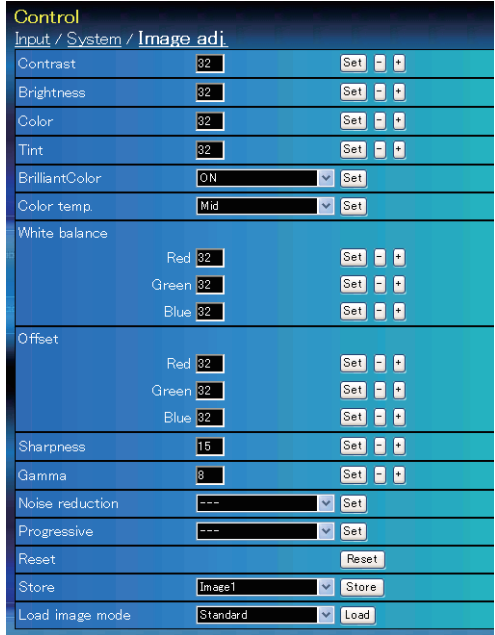 Control
Input / System / Image adj.
Contrast 32 Set - +
Brightness 32 Set - +
Color 32 Set - +
Tint 32 Set - +
BrilliantColor ON Set
Color temp. Mid Set
White balance
Red 32 Set - +
Green 32 Set - +
Blue 32 Set - +
Offset
Red 32 Set - +
Green 32 Set - +
Blue 32 Set - +
Sharpness 15 Set - +
Gamma 8 Set - +
Noise reduction --- Set
Progressive --- Set
Reset Reset
Store Image1 Store
Load image mode Standard Load